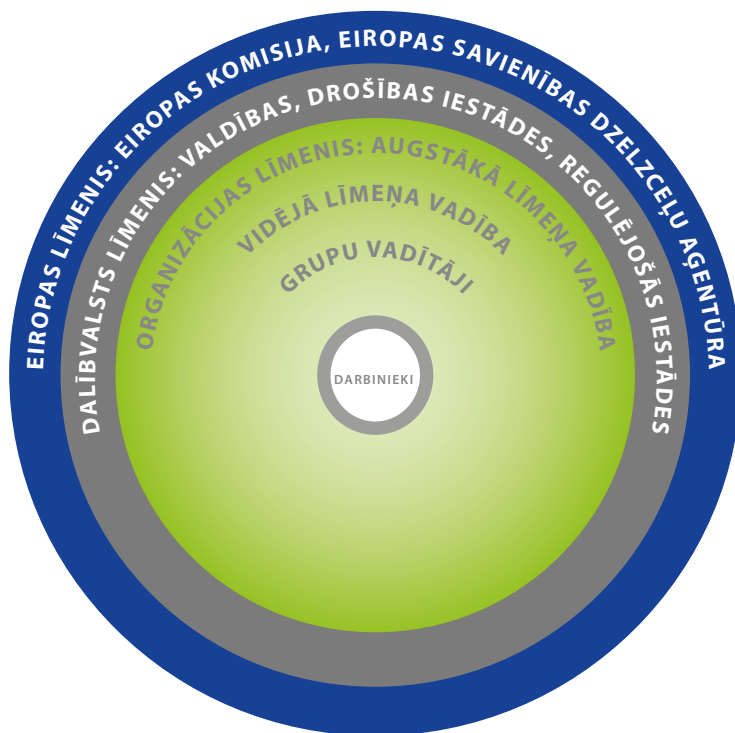 EIROPAS LĪMENIS: EIROPAS KOMISIJA, EIROPAS SAVIENĪBAS DZELZCEĻU AĢENTŪRA
DALĪBVALSTS LĪMENIS: VALDĪBAS, DROŠĪBAS IESTĀDES, REGULĒJOŠĀS IESTĀDES
ORGANIZĀCIJAS LĪMENIS: AUGSTĀKĀ LĪMEŅA VADĪBA
VIDĒJĀ LĪMEŅA VADĪBA
GRUPU VADĪTĀJI
DARBINIEKI